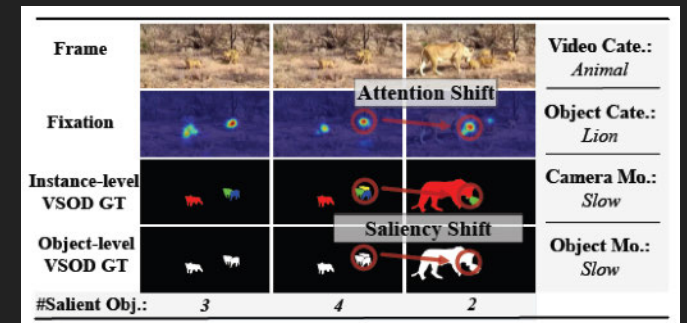 Frame
Video Cate.:
Animal
Attention Shift
Fixation
Object Cate.:
Lion
Instance-level
VSOD GT
Camera Mo.:
Slow
Saliency Shift
Object-level
VSOD GT
Object Mo.:
Slow
#Salient Obj.: 3 4 2